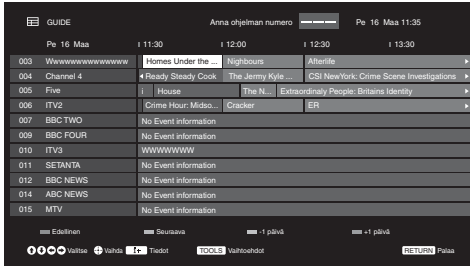 GUIDE Anna ohjelman numero ––– Pe 16 Maa 11:35
Pe 16 Maa 11:30 12:00 12:30 13:30
003 Wwwwwwwwwwwwww Homes Under the ... Nighbours Afterlife
004 Channel 4 Ready Steady Cook The Jermy Kyle ... CSI NewYork: Crime Scene Investigations
005 Five i House The N... Extraordinaly People: Britains Identity
006 ITV2 Crime Hour: Midso... Cracker ER
007 BBC TWO No Event information
009 BBC FOUR No Event information
010 ITV3 WWWWWWW
011 SETANTA No Event information
012 BBC NEWS No Event information
014 ABC NEWS No Event information
015 MTV No Event information
Edellinen Seuraava -1 päivä +1 päivä
Valitse Vaihda i+ Tiedot TOOLS Vaihtoehdot RETURN Palaa